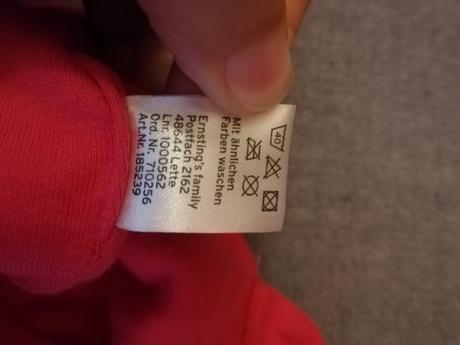 40
Mit ähnlichen
Farben waschen
Ernsting's family
Postfach 2162
48644 Lette
Lnr. 1000562
Ord. Nr. 710256
Art.Nr. 185239